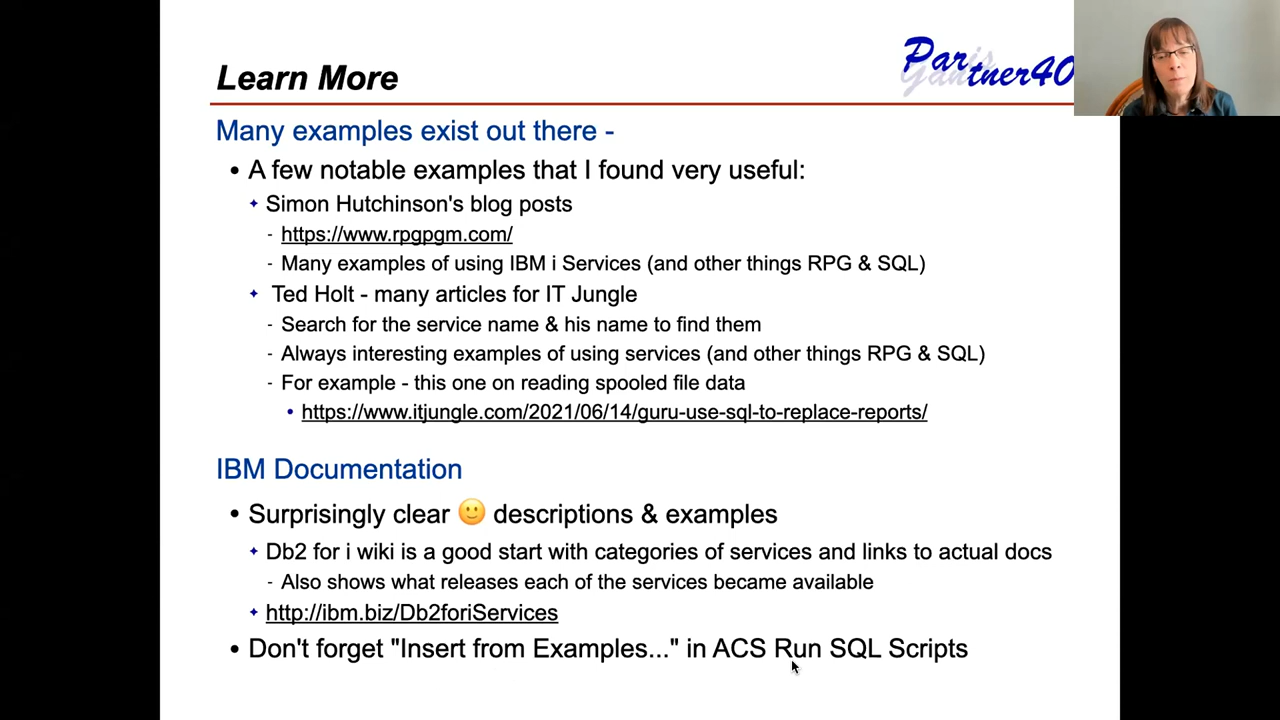 Learn More
Paris
Gantner400
Partner40
Many examples exist out there -
• A few notable examples that I found very useful:
Simon Hutchinson's blog posts
- https://www.rpgpgm.com/
- Many examples of using IBM i Services (and other things RPG & SQL)
Ted Holt - many articles for IT Jungle
- Search for the service name & his name to find them
- Always interesting examples of using services (and other things RPG & SQL)
- For example - this one on reading spooled file data
• https://www.itjungle.com/2021/06/14/guru-use-sql-to-replace-reports/
IBM Documentation
• Surprisingly clear 🙂 descriptions & examples
Db2 for i wiki is a good start with categories of services and links to actual docs
- Also shows what releases each of the services became available
http://ibm.biz/Db2foriServices
• Don't forget "Insert from Examples..." in ACS Run SQL Scripts